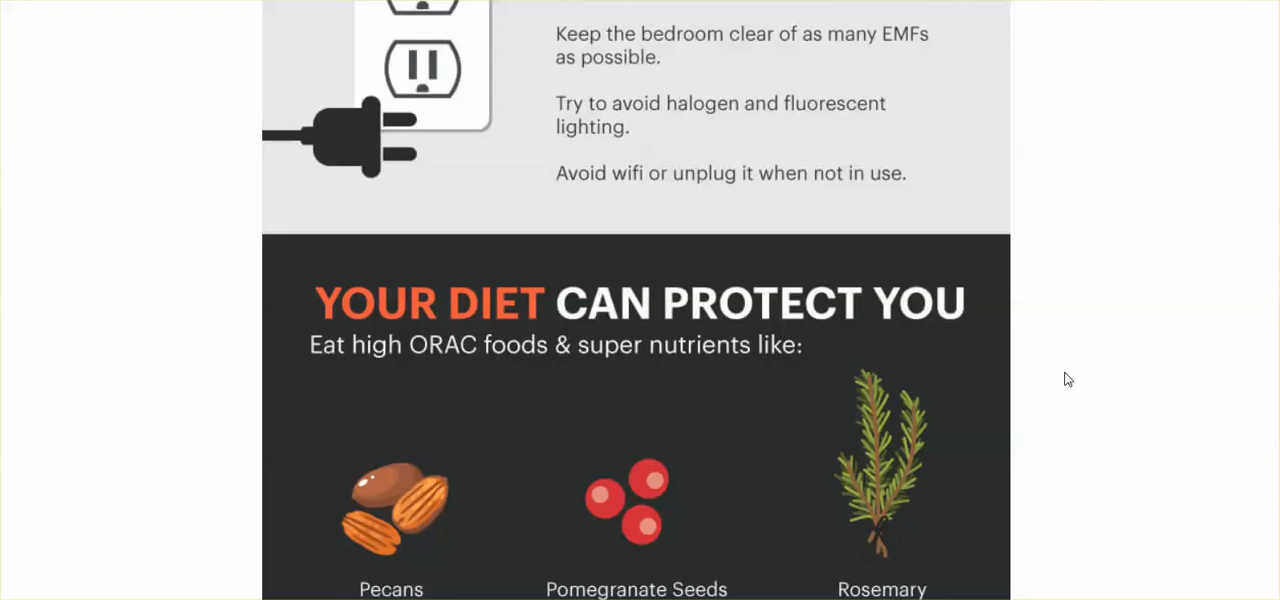 Keep the bedroom clear of as many EMFs
as possible.
Try to avoid halogen and fluorescent
lighting.
Avoid wifi or unplug it when not in use.
YOUR DIET CAN PROTECT YOU
Eat high ORAC foods & super nutrients like:
Pecans
Pomegranate Seeds
Rosemary